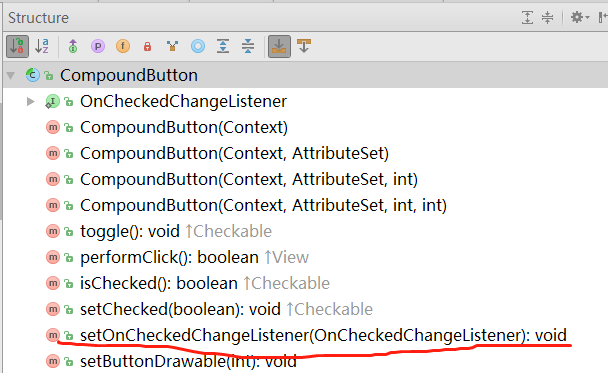 Structure
CompoundButton
OnCheckedChangeListener
CompoundButton(Context)
CompoundButton(Context, AttributeSet)
CompoundButton(Context, AttributeSet, int)
CompoundButton(Context, AttributeSet, int, int)
toggle(): void ↑Checkable
performClick(): boolean ↑View
isChecked(): boolean ↑Checkable
setChecked(boolean): void ↑Checkable
setOnCheckedChangeListener(OnCheckedChangeListener): void
setButtonDrawable(int): void